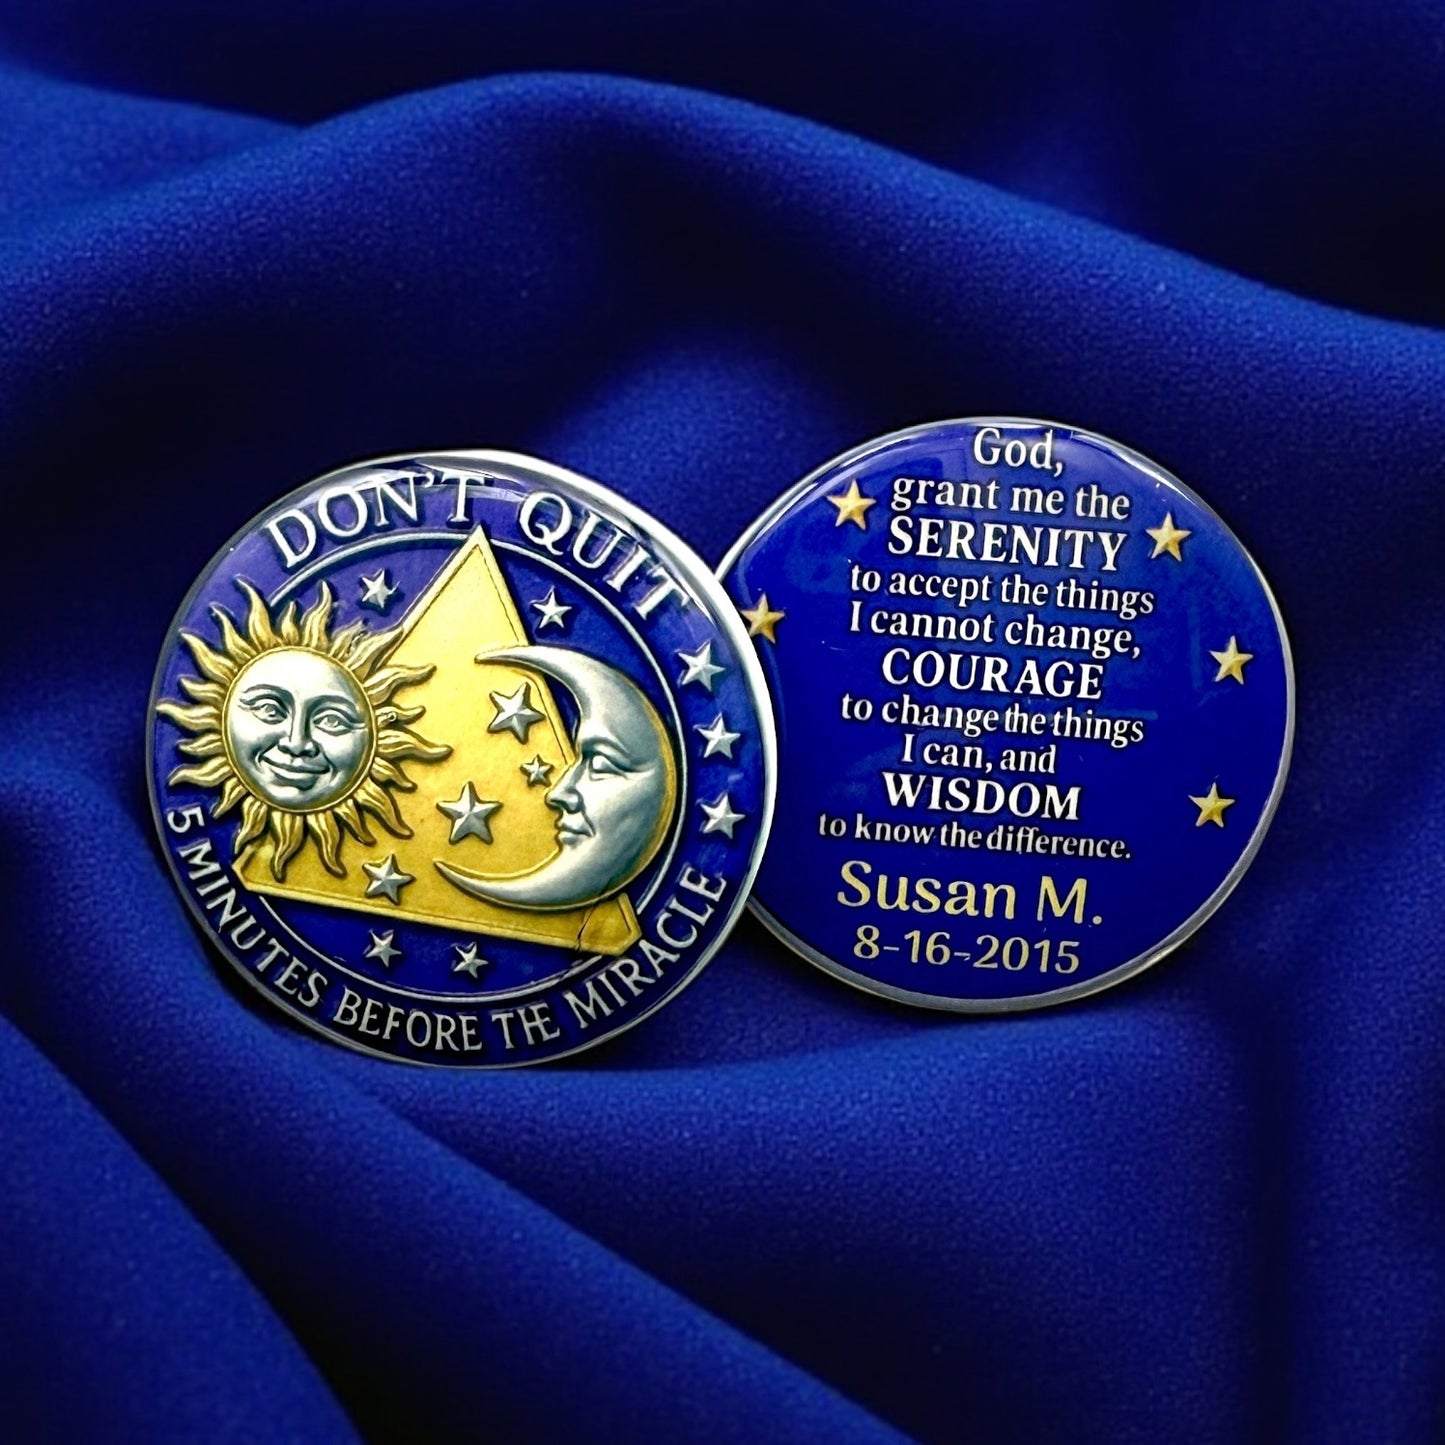 DON'T QUIT
5 MINUTES BEFORE THE MIRACLE
God,
grant me the
SERENITY
to accept the things
I cannot change,
COURAGE
to change the things
I can, and
WISDOM
to know the difference.
Susan M.
8-16-2015